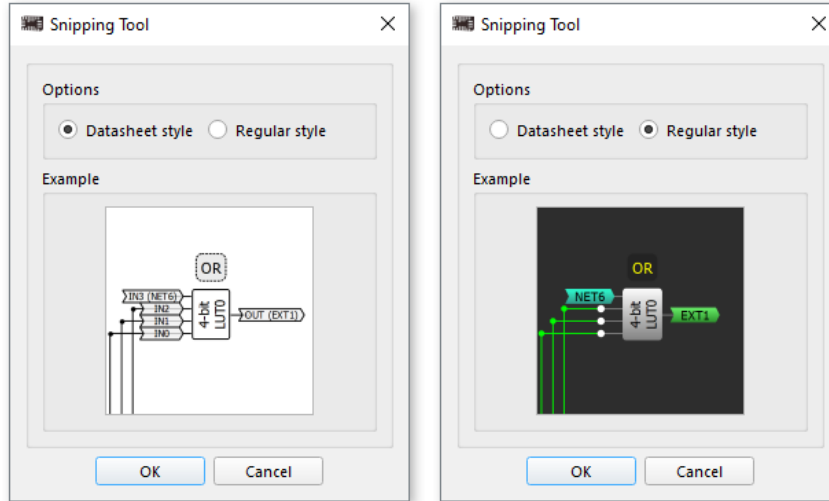 Snipping Tool
Options
Datasheet style
Regular style
Example
OR
IN3 (NET6)
IN2
IN1
IN0
4-bit
LUT0
OUT (EXT1)
OK
Cancel
Snipping Tool
Options
Datasheet style
Regular style
Example
OR
NET6
4-bit
LUT0
EXT1
OK
Cancel